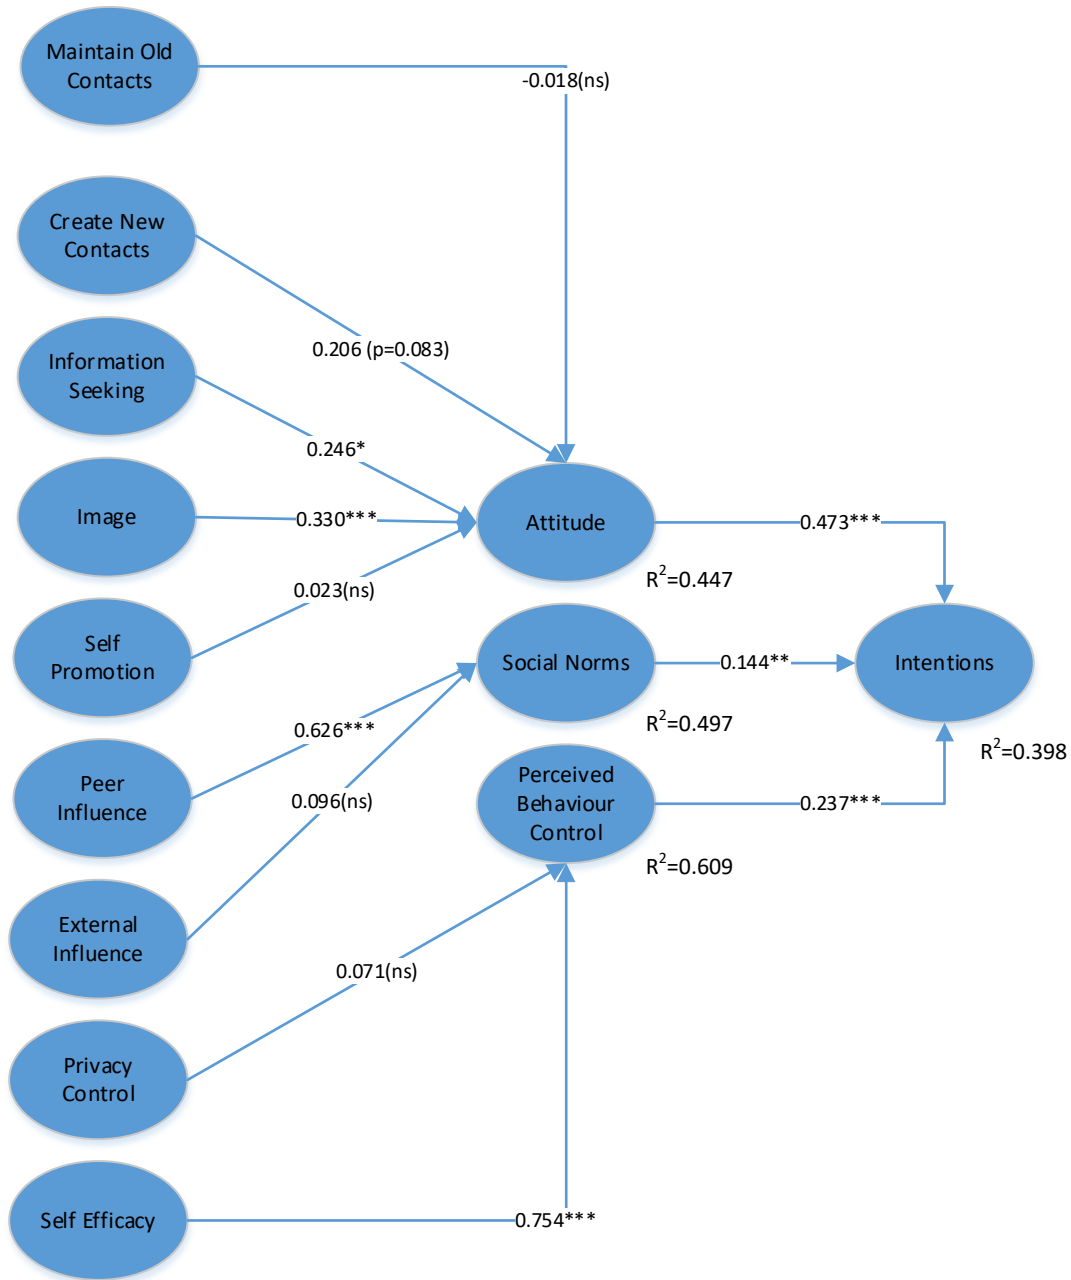 Maintain Old
Contacts
-0.018(ns)
Create New
Contacts
0.206 (p=0.083)
Information
Seeking
0.246*
Image
0.330***
Attitude
0.473***
R²=0.447
0.023(ns)
Self
Promotion
Social Norms
0.144**
Intentions
R²=0.497
R²=0.398
0.626***
Peer
Influence
0.096(ns)
Perceived
Behaviour
Control
0.237***
R²=0.609
External
Influence
0.071(ns)
Privacy
Control
Self Efficacy
0.754***